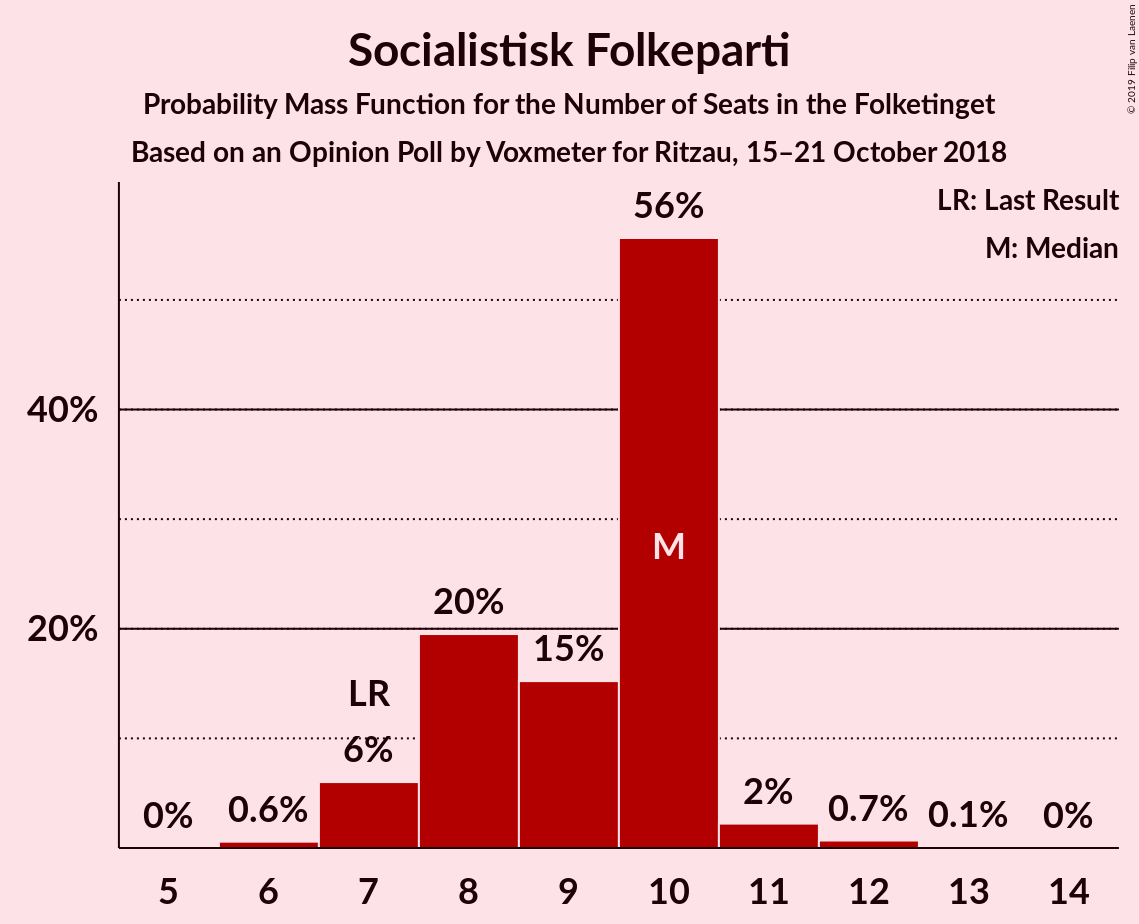 Socialistisk Folkeparti
Probability Mass Function for the Number of Seats in the Folketinget
Based on an Opinion Poll by Voxmeter for Ritzau, 15–21 October 2018
© 2019 Filip van Laenen
LR: Last Result
M: Median
56%
40%
M
20%
20%
15%
LR
6%
0%
0.6%
2%
0.7%
0.1%
0%
5 6 7 8 9 10 11 12 13 14